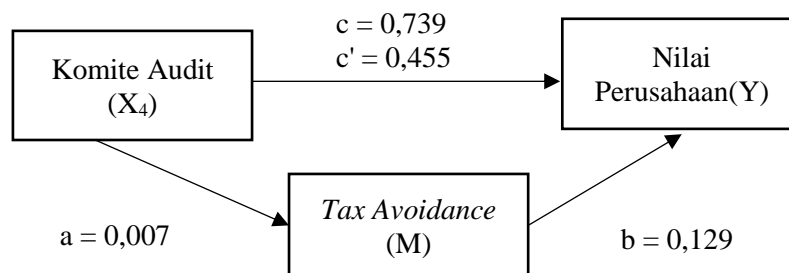 c = 0,739
c' = 0,455
Komite Audit
(X₄)
Nilai
Perusahaan(Y)
Tax Avoidance
(M)
a = 0,007
b = 0,129